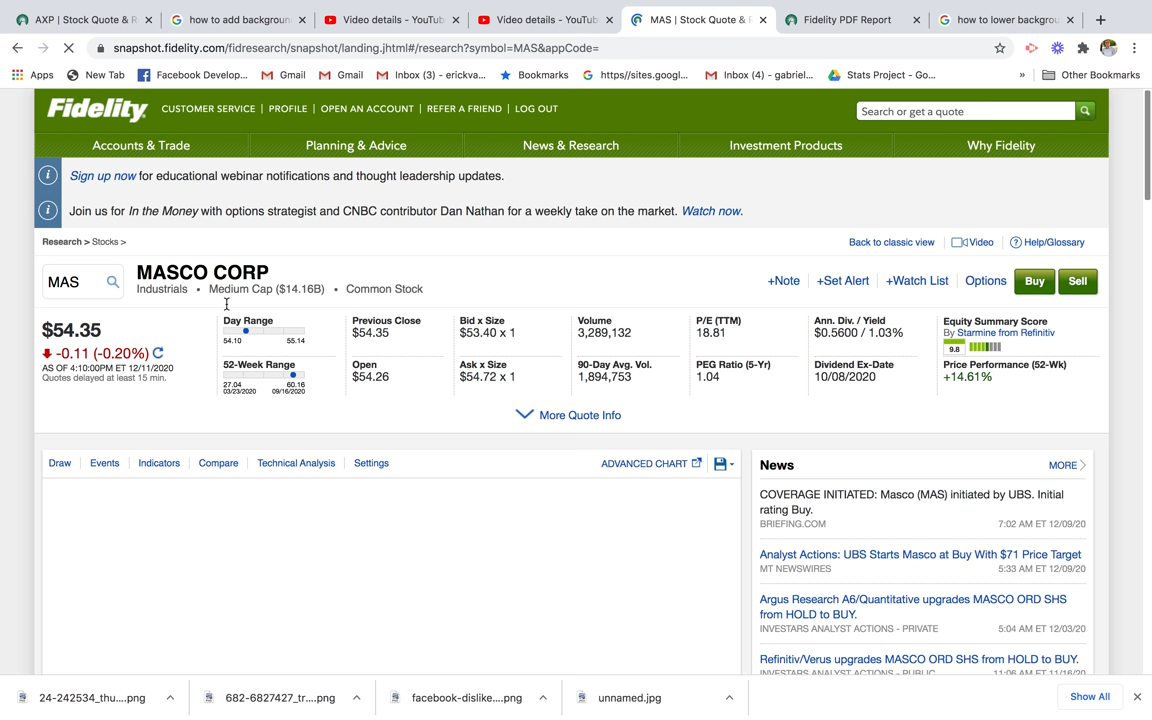 AXP | Stock Quote & R
how to add backgroun
Video details - YouTub
Video details - YouTub
MAS | Stock Quote & R
Fidelity PDF Report
how to lower backgrou
snapshot.fidelity.com/fidresearch/snapshot/landing.jhtml#/research?symbol=MAS&appCode=
Apps
New Tab
Facebook Develop...
Gmail
Gmail
Inbox (3) - erickva...
Bookmarks
https//sites.googl...
Inbox (4) - gabriel...
Stats Project - Go...
»
Other Bookmarks
Fidelity
CUSTOMER SERVICE | PROFILE | OPEN AN ACCOUNT | REFER A FRIEND | LOG OUT
Search or get a quote
Accounts & Trade
Planning & Advice
News & Research
Investment Products
Why Fidelity
Sign up now for educational webinar notifications and thought leadership updates.
Join us for In the Money with options strategist and CNBC contributor Dan Nathan for a weekly take on the market. Watch now.
Research > Stocks >
Back to classic view
Video
Help/Glossary
MAS
MASCO CORP
Industrials • Medium Cap ($14.16B) • Common Stock
+Note
+Set Alert
+Watch List
Options
Buy
Sell
$54.35
-0.11 (-0.20%)
AS OF 4:10:00PM ET 12/11/2020
Quotes delayed at least 15 min.
Day Range
54.10 55.14
52-Week Range
27.04 60.16
03/23/2020 09/16/2020
Previous Close
$54.35
Open
$54.26
Bid x Size
$53.40 x 1
Ask x Size
$54.72 x 1
Volume
3,289,132
90-Day Avg. Vol.
1,894,753
P/E (TTM)
18.81
PEG Ratio (5-Yr)
1.04
Ann. Div. / Yield
$0.5600 / 1.03%
Dividend Ex-Date
10/08/2020
Equity Summary Score
By Starmine from Refinitiv
9.8
Price Performance (52-Wk)
+14.61%
More Quote Info
Draw
Events
Indicators
Compare
Technical Analysis
Settings
ADVANCED CHART
News
MORE
COVERAGE INITIATED: Masco (MAS) initiated by UBS. Initial
rating Buy.
BRIEFING.COM 7:02 AM ET 12/09/20
Analyst Actions: UBS Starts Masco at Buy With $71 Price Target
MT NEWSWIRES 5:33 AM ET 12/09/20
Argus Research A6/Quantitative upgrades MASCO ORD SHS
from HOLD to BUY.
INVESTARS ANALYST ACTIONS - PRIVATE 5:04 AM ET 12/03/20
Refinitiv/Verus upgrades MASCO ORD SHS from HOLD to BUY.
INVESTARS ANALYST ACTIONS - PUBLIC 11:06 AM ET 11/16/20
24-242534_thu....png
682-6827427_tr....png
facebook-dislike....png
unnamed.jpg
Show All